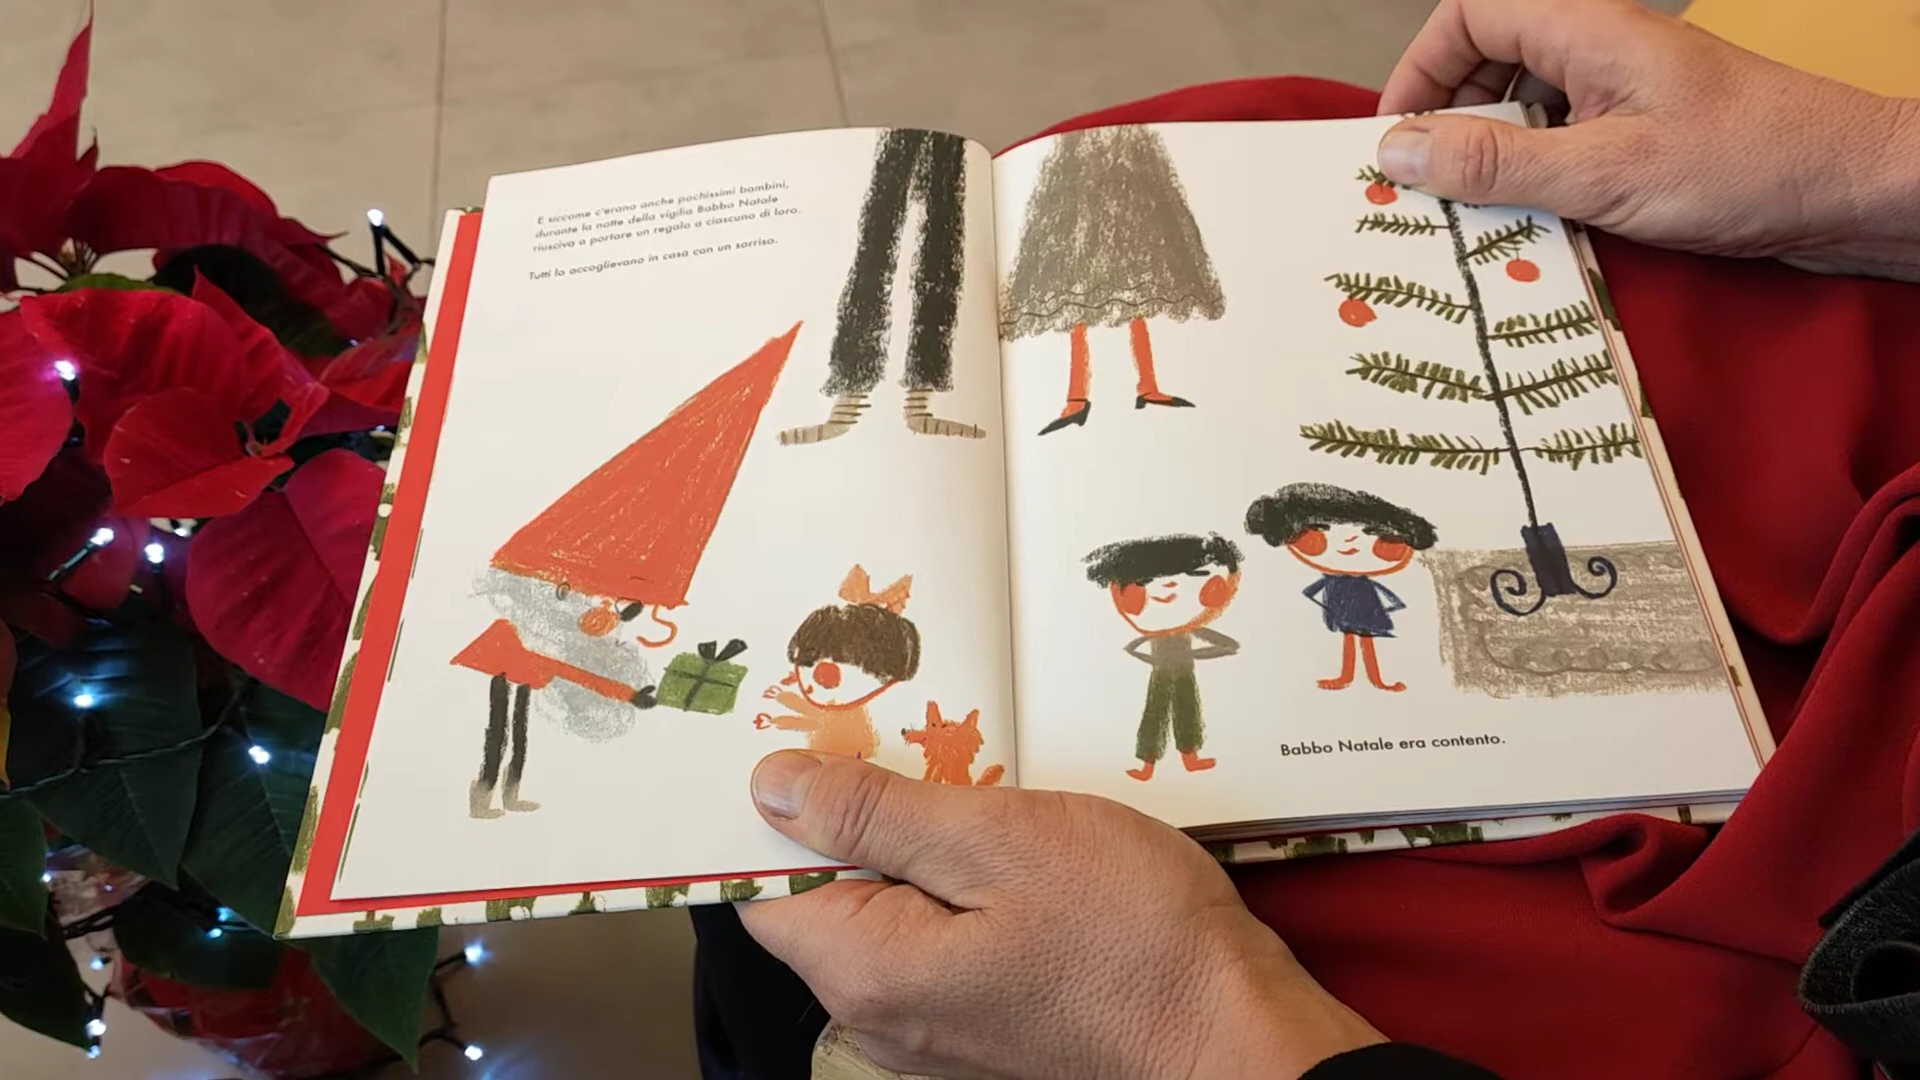 E siccome c'erano anche pochissimi bambini,
durante la notte della vigilia Babbo Natale
riusciva a portare un regalo a ciascuno di loro.
Tutti lo accoglievano in casa con un sorriso.
Babbo Natale era contento.